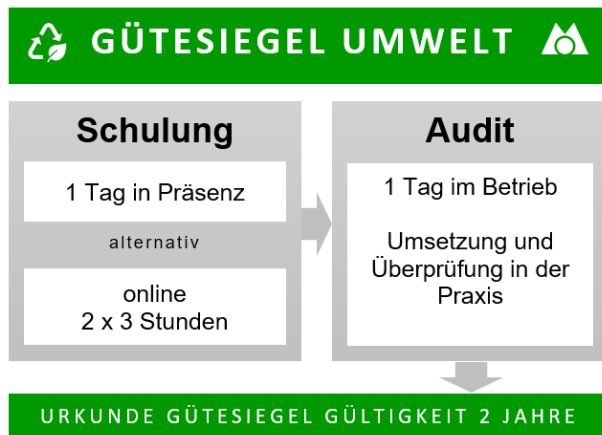 GÜTESIEGEL UMWELT
Schulung
1 Tag in Präsenz
alternativ
online
2 x 3 Stunden
Audit
1 Tag im Betrieb
Umsetzung und
Überprüfung in der
Praxis
URKUNDE GÜTESIEGEL GÜLTIGKEIT 2 JAHRE